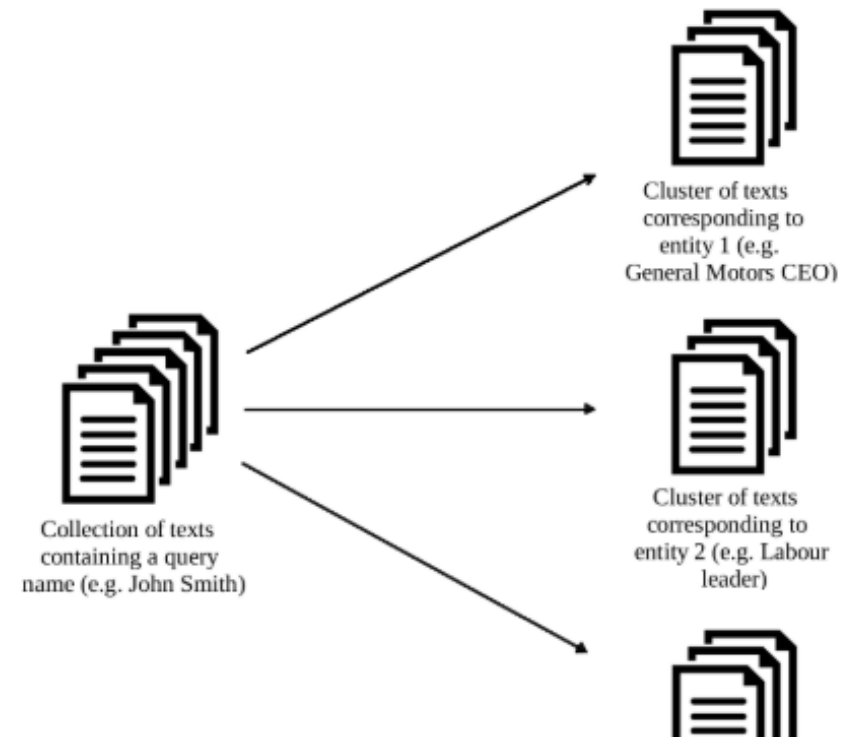 Cluster of texts
corresponding to
entity 1 (e.g.
General Motors CEO)
Collection of texts
containing a query
name (e.g. John Smith)
Cluster of texts
corresponding to
entity 2 (e.g. Labour
leader)